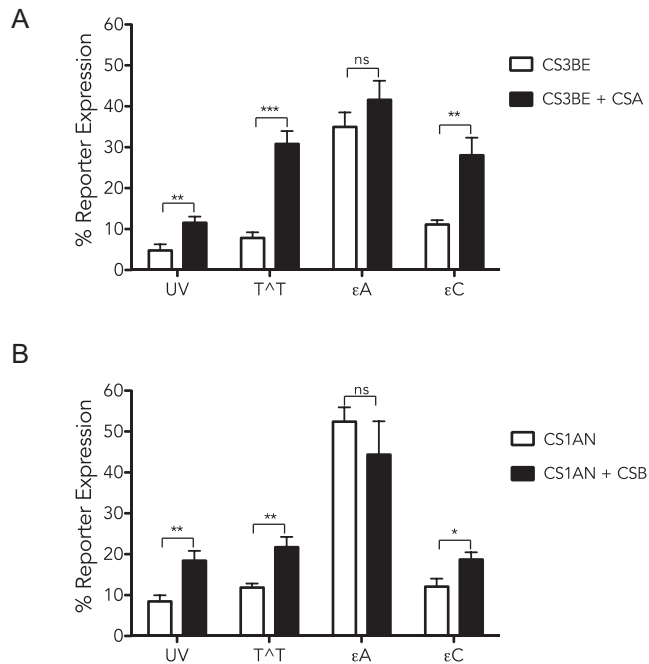 A
% Reporter Expression
60
50
40
30
20
10
0
**
***
ns
**
UV
T^T
εA
εC
CS3BE
CS3BE + CSA
B
% Reporter Expression
60
50
40
30
20
10
0
**
**
ns
*
UV
T^T
εA
εC
CS1AN
CS1AN + CSB